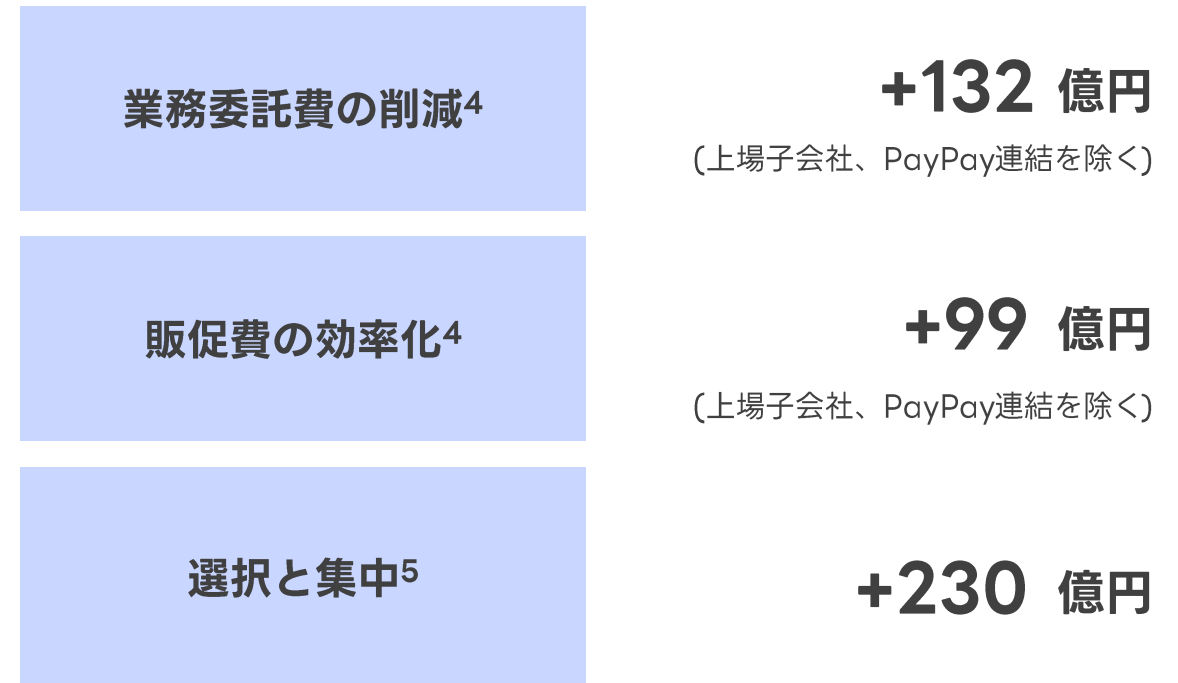 業務委託費の削減4
+132 億円
(上場子会社、PayPay連結を除く)
販促費の効率化4
+99 億円
(上場子会社、PayPay連結を除く)
選択と集中5
+230 億円